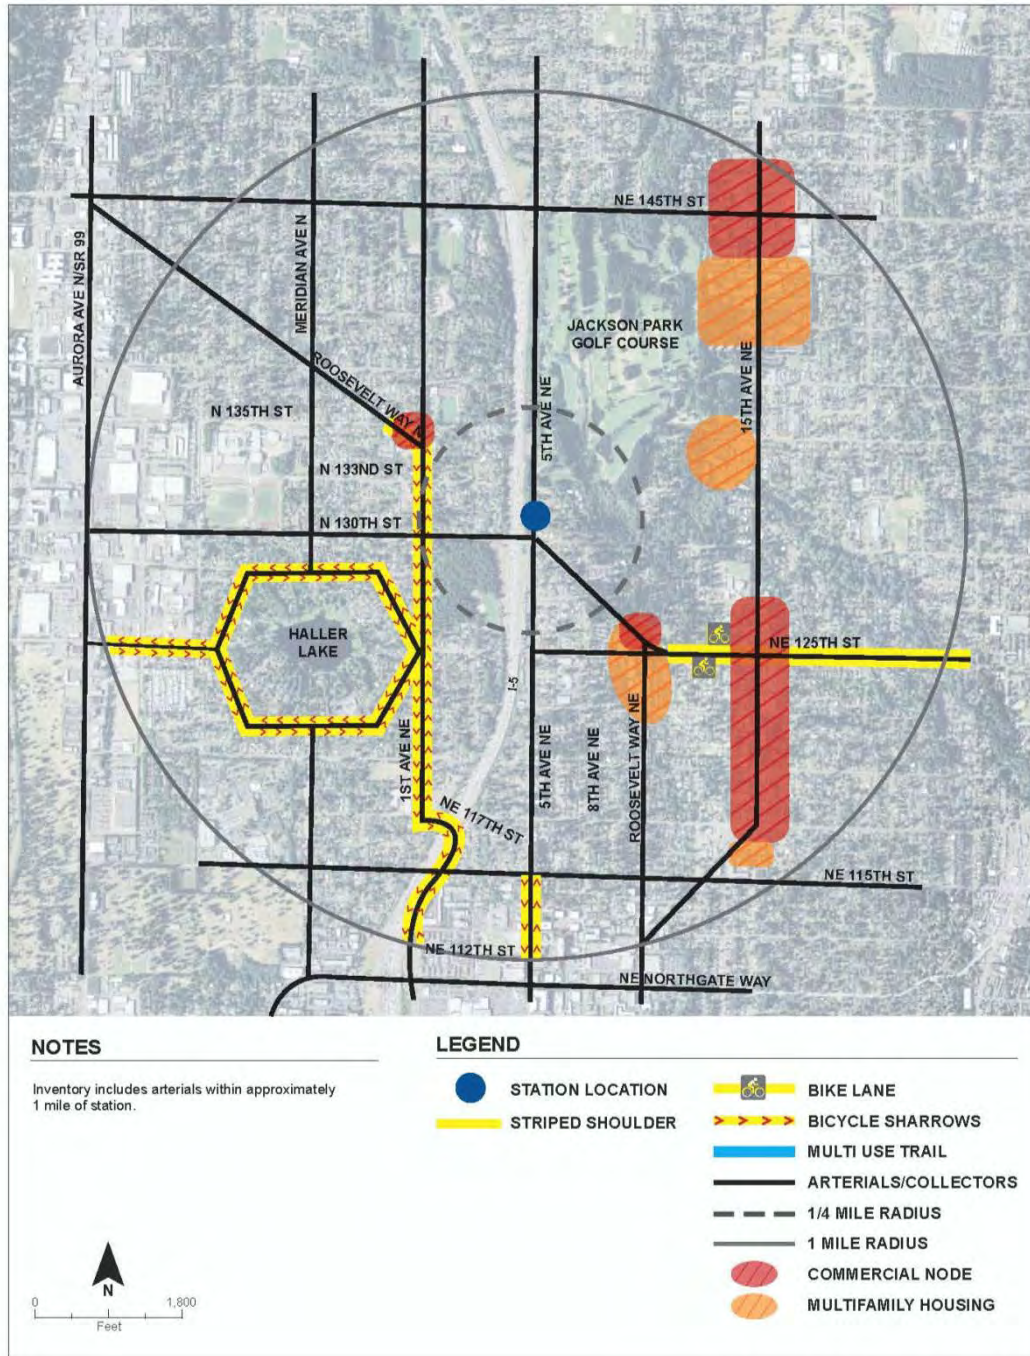 NE 145TH ST
AURORA AVE N/SR 99
MERIDIAN AVE N
JACKSON PARK
GOLF COURSE
ROOSEVELT WAY N
15TH AVE NE
N 135TH ST
5TH AVE NE
N 133ND ST
N 130TH ST
HALLER
LAKE
NE 125TH ST
I-5
1ST AVE NE
5TH AVE NE
8TH AVE NE
ROOSEVELT WAY NE
NE 117TH ST
NE 115TH ST
NE 112TH ST
NE NORTHGATE WAY
NOTES
Inventory includes arterials within approximately
1 mile of station.
N
0 1,800
Feet
LEGEND
STATION LOCATION
STRIPED SHOULDER
BIKE LANE
BICYCLE SHARROWS
MULTI USE TRAIL
ARTERIALS/COLLECTORS
1/4 MILE RADIUS
1 MILE RADIUS
COMMERCIAL NODE
MULTIFAMILY HOUSING